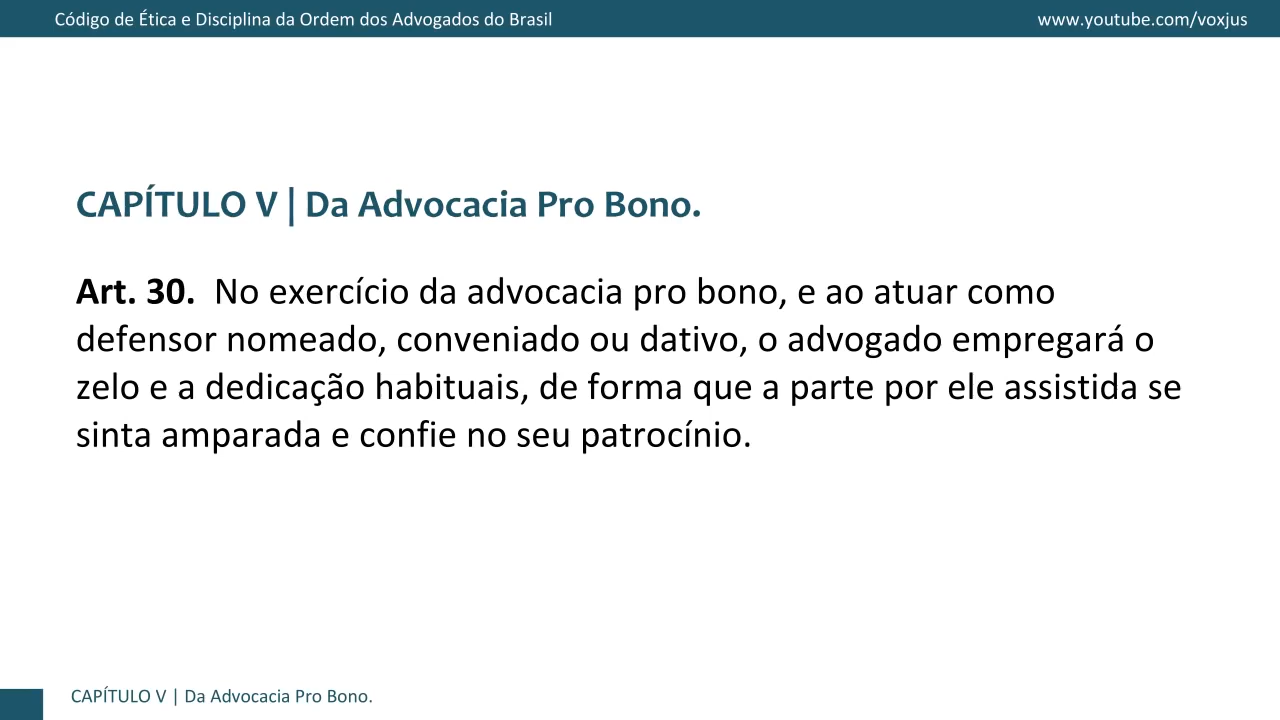 Código de Ética e Disciplina da Ordem dos Advogados do Brasil
www.youtube.com/voxjus
CAPÍTULO V | Da Advocacia Pro Bono.
Art. 30. No exercício da advocacia pro bono, e ao atuar como
defensor nomeado, conveniado ou dativo, o advogado empregará o
zelo e a dedicação habituais, de forma que a parte por ele assistida se
sinta amparada e confie no seu patrocínio.
CAPÍTULO V | Da Advocacia Pro Bono.